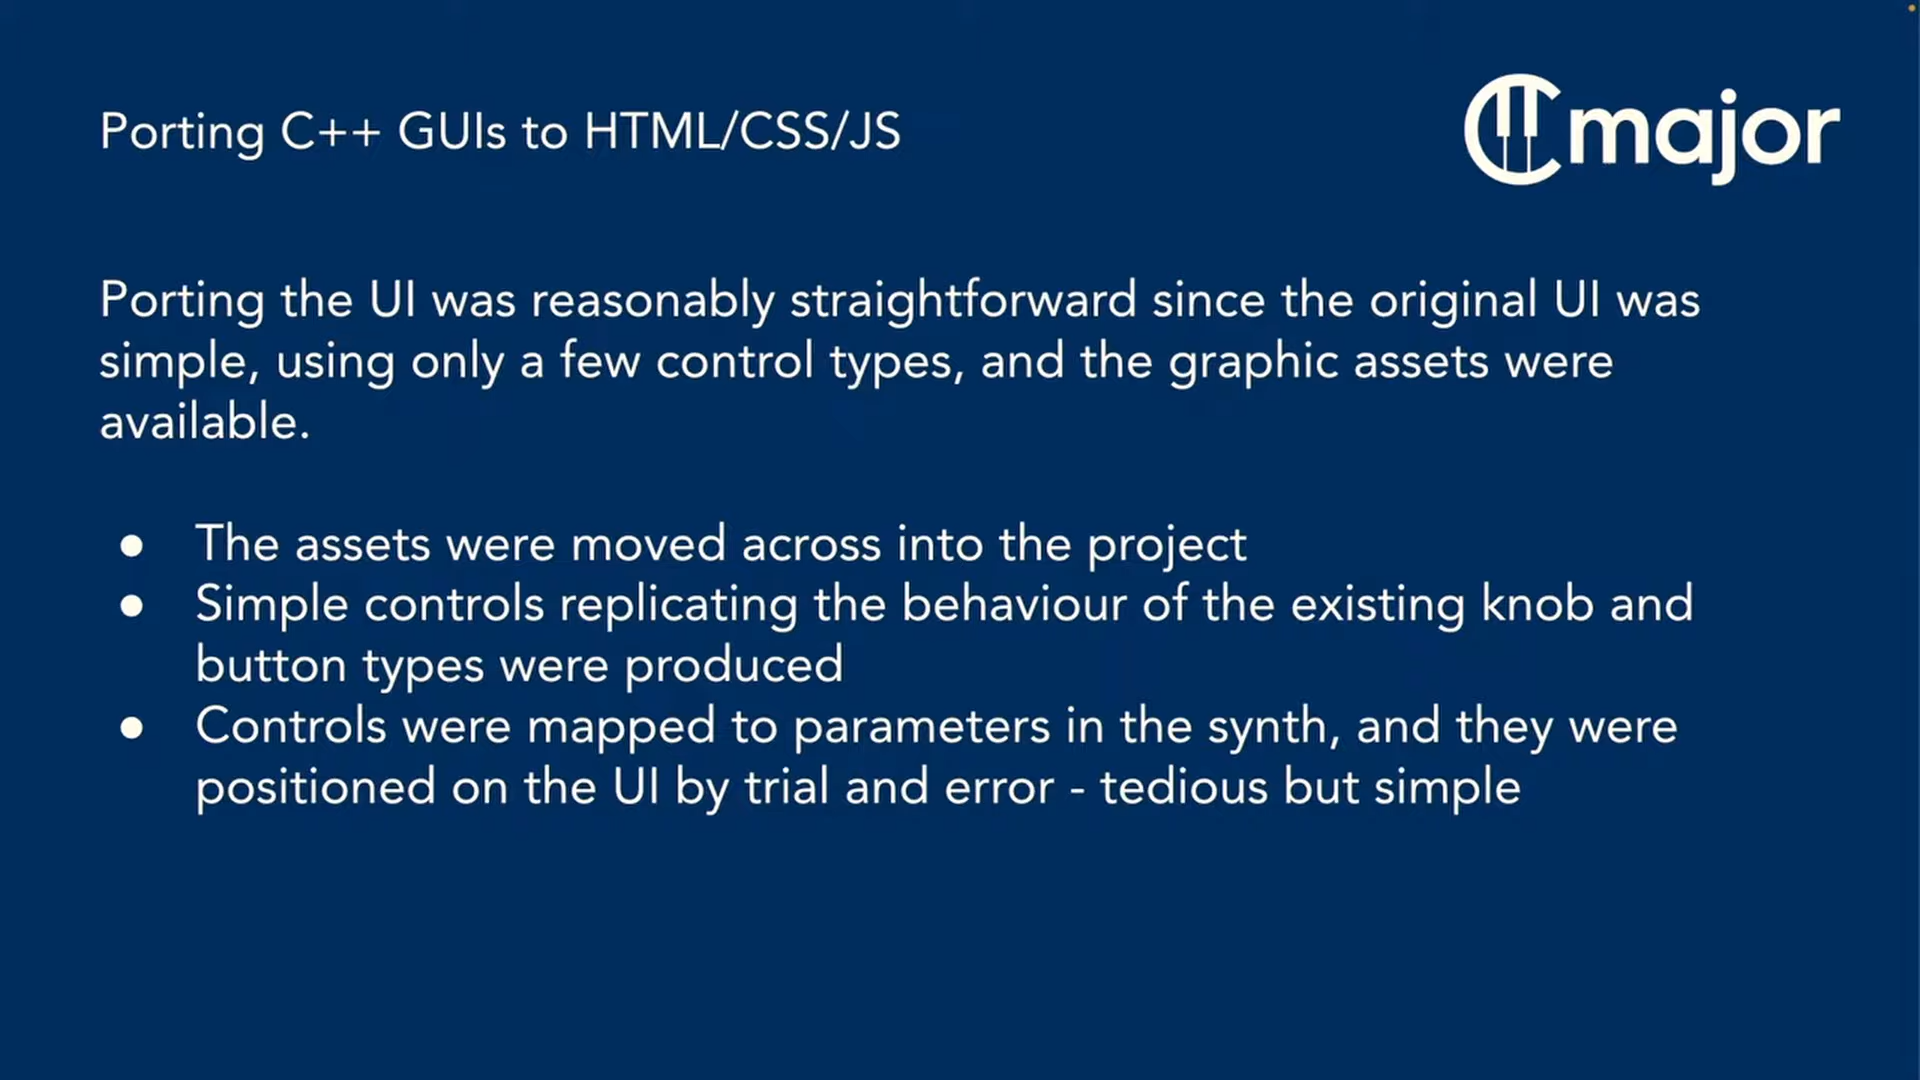 Porting C++ GUIs to HTML/CSS/JS
Cmajor
Porting the UI was reasonably straightforward since the original UI was
simple, using only a few control types, and the graphic assets were
available.
● The assets were moved across into the project
● Simple controls replicating the behaviour of the existing knob and
button types were produced
● Controls were mapped to parameters in the synth, and they were
positioned on the UI by trial and error - tedious but simple